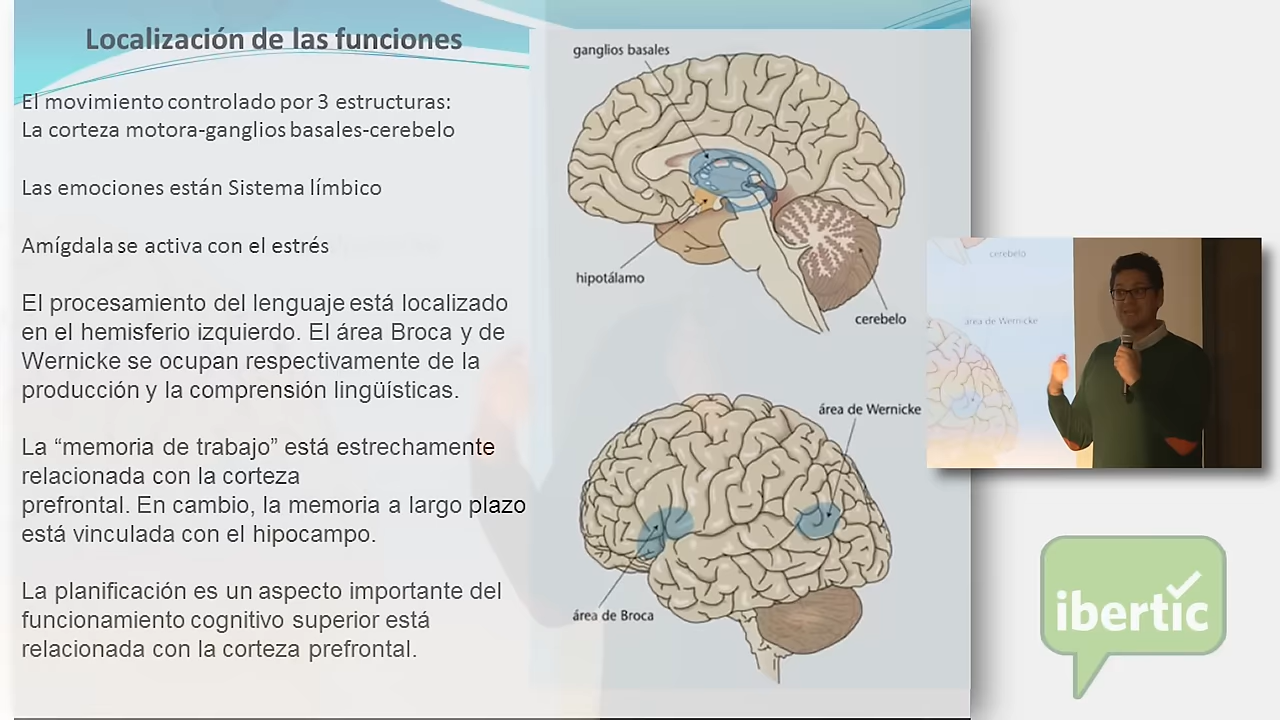 Localización de las funciones
El movimiento controlado por 3 estructuras:
La corteza motora-ganglios basales-cerebelo
Las emociones están Sistema límbico
Amígdala se activa con el estrés
El procesamiento del lenguaje está localizado
en el hemisferio izquierdo. El área Broca y de
Wernicke se ocupan respectivamente de la
producción y la comprensión lingüísticas.
La “memoria de trabajo” está estrechamente
relacionada con la corteza
prefrontal. En cambio, la memoria a largo plazo
está vinculada con el hipocampo.
La planificación es un aspecto importante del
funcionamiento cognitivo superior está
relacionada con la corteza prefrontal.
ganglios basales
hipotálamo
cerebelo
área de Wernicke
área de Broca
cerebelo
área de Wernicke
ibertic